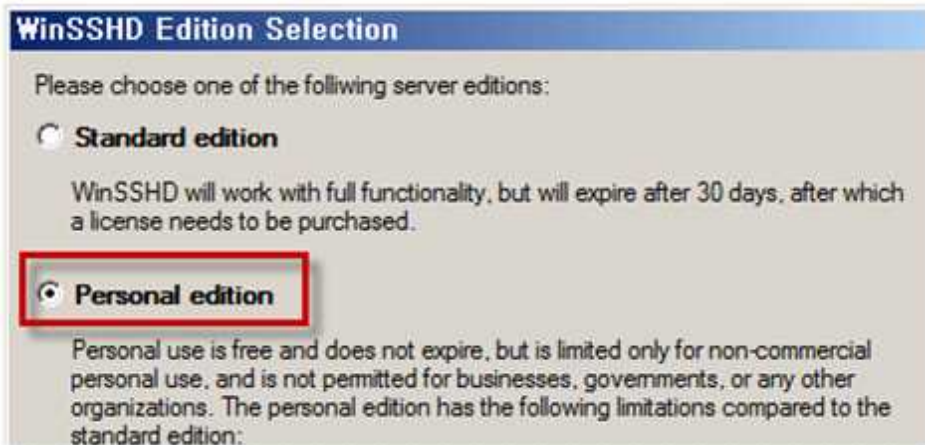 WinSSHD Edition Selection
Please choose one of the folliwing server editions:
Standard edition
WinSSHD will work with full functionality, but will expire after 30 days, after which
a license needs to be purchased.
Personal edition
Personal use is free and does not expire, but is limited only for non-commercial
personal use, and is not permitted for businesses, governments, or any other
organizations. The personal edition has the following limitations compared to the
standard edition: